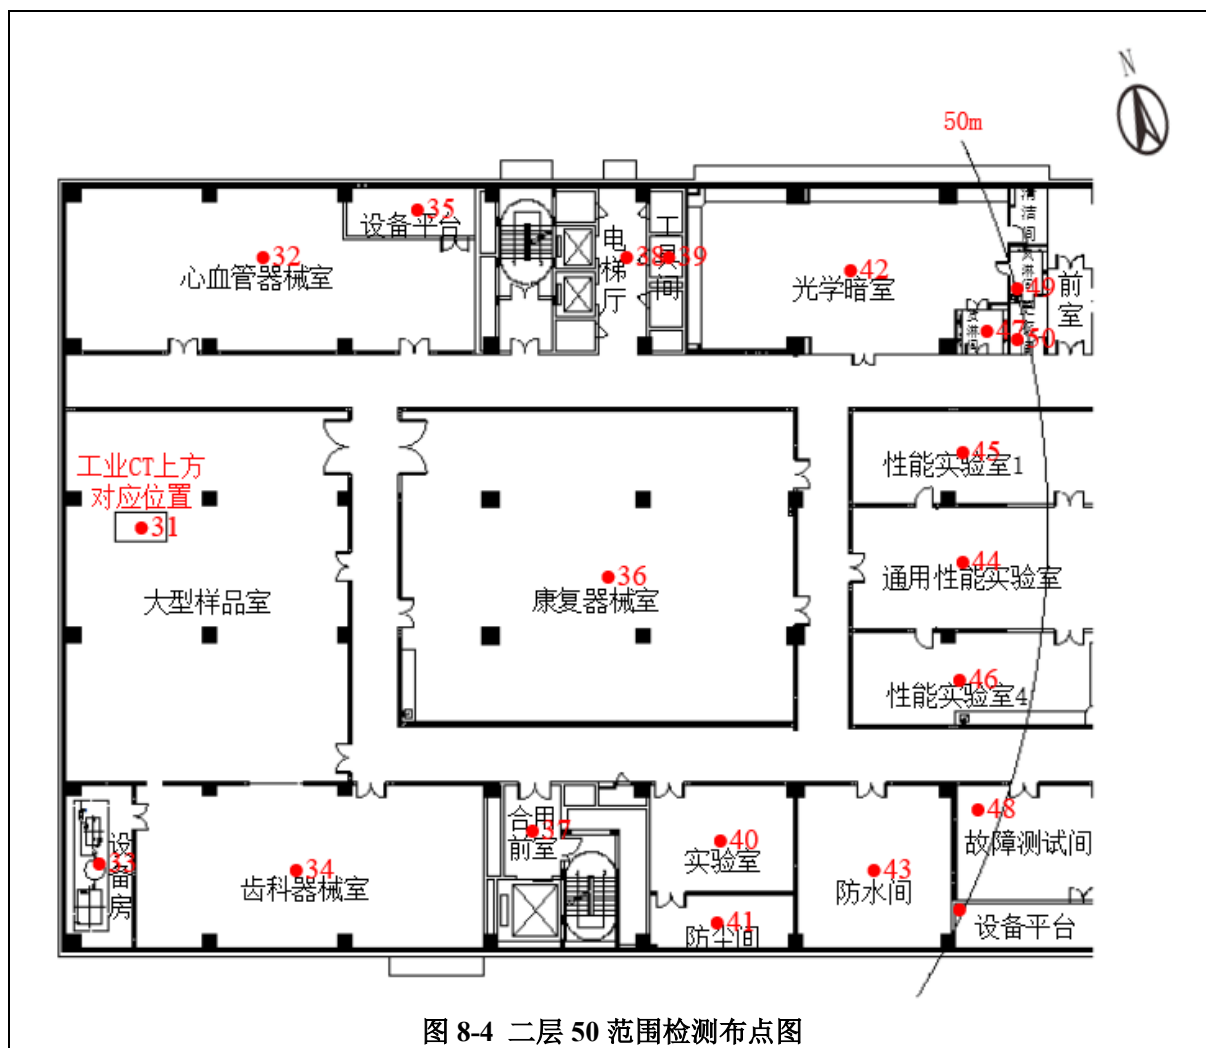 N
50m
清洁间
设备平台
35
电梯厅
38
工具间
39
32
心血管器械室
42
光学暗室
淋间
49
前室
淋间
47
50
45
性能实验室1
工业CT上方
对应位置
31
大型样品室
36
康复器械室
44
通用性能实验室
46
性能实验室4
33
设备房
34
齿科器械室
合用
前室
37
40
实验室
41
防尘间
43
防水间
48
故障测试间
设备平台
图 8-4 二层 50 范围检测布点图